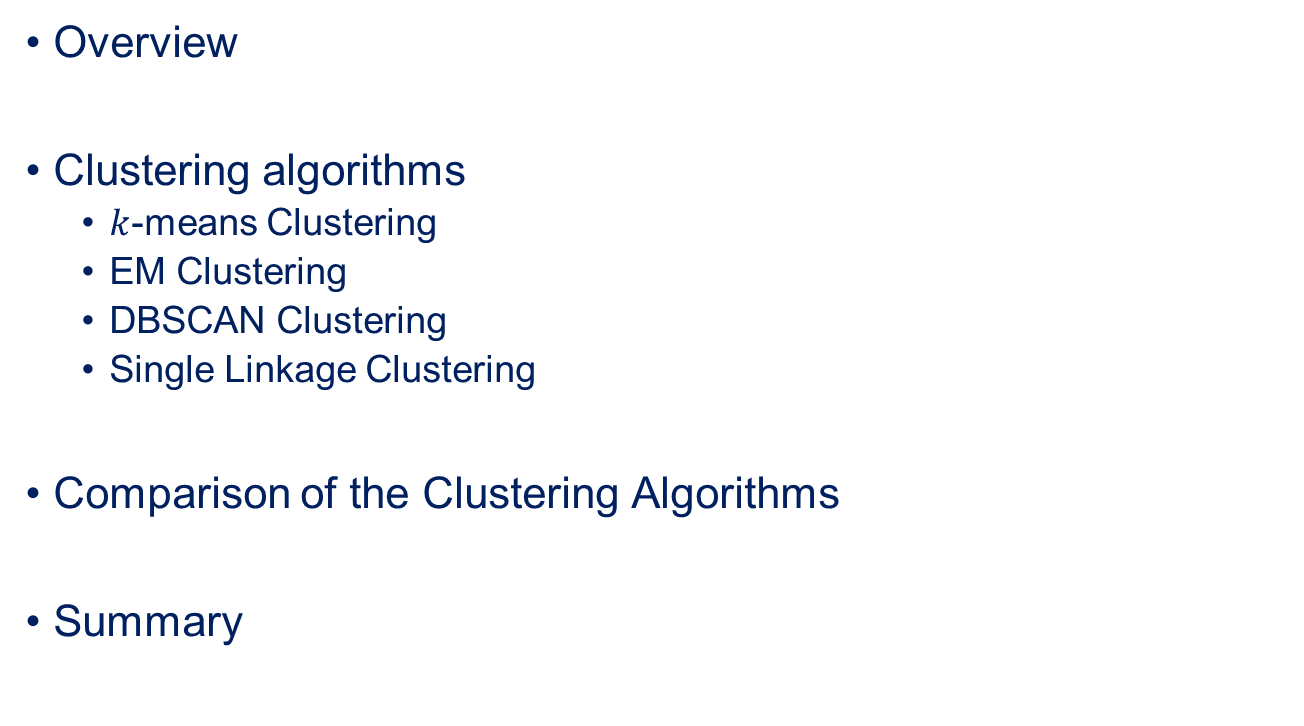 • Overview
• Clustering algorithms
• k-means Clustering
• EM Clustering
• DBSCAN Clustering
• Single Linkage Clustering
• Comparison of the Clustering Algorithms
• Summary